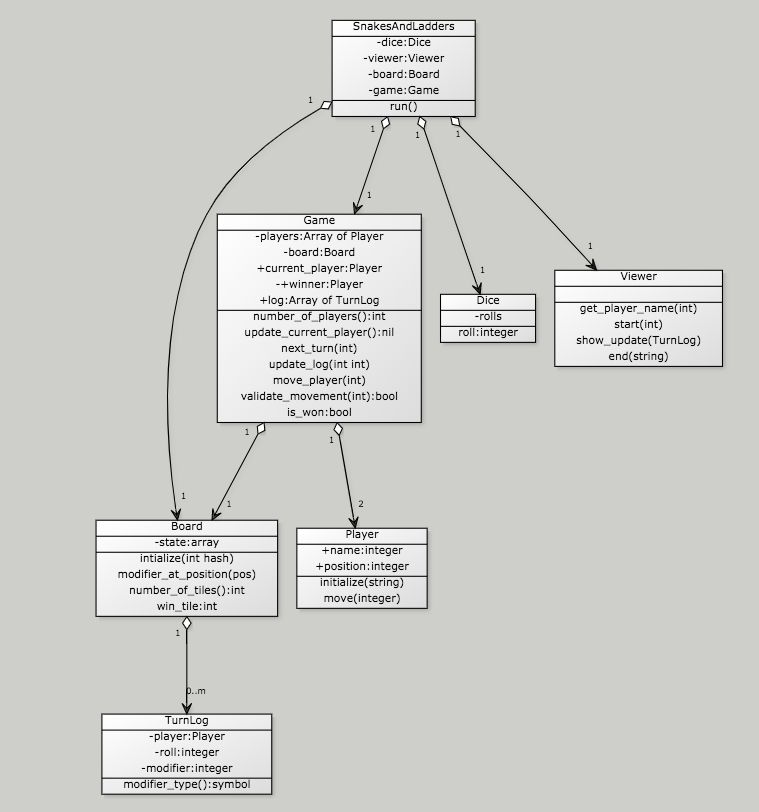 SnakesAndLadders
-dice:Dice
-viewer:Viewer
-board:Board
-game:Game
run()
1
1
1
1
1
1
1
Game
-players:Array of Player
-board:Board
+current_player:Player
-+winner:Player
+log:Array of TurnLog
number_of_players():int
update_current_player():nil
next_turn(int)
update_log(int int)
move_player(int)
validate_movement(int):bool
is_won:bool
Dice
-rolls
roll:integer
Viewer
get_player_name(int)
start(int)
show_update(TurnLog)
end(string)
1
1
1
1
2
Board
-state:array
intialize(int hash)
modifier_at_position(pos)
number_of_tiles():int
win_tile:int
Player
+name:integer
+position:integer
initialize(string)
move(integer)
1
0..m
TurnLog
-player:Player
-roll:integer
-modifier:integer
modifier_type():symbol